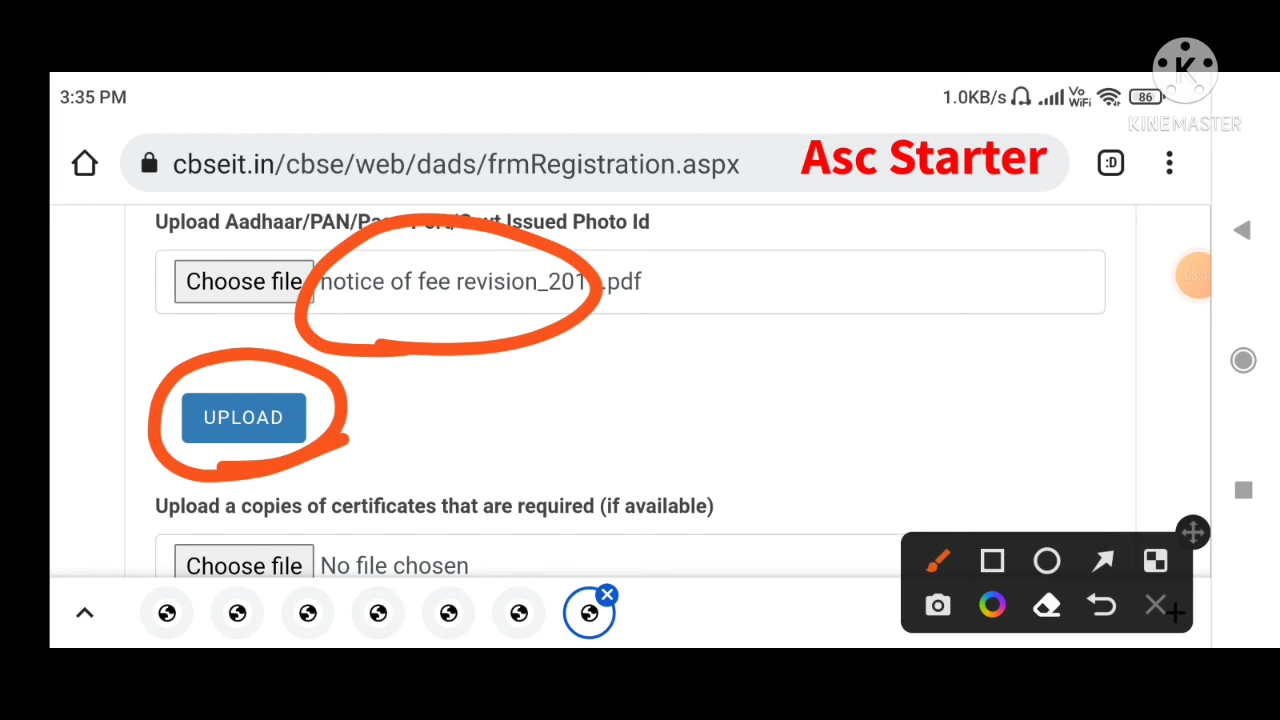 3:35 PM
1.0KB/s
Vo
WiFi
86
KINEMASTER
cbseit.in/cbse/web/dads/frmRegistration.aspx
Asc Starter
:D
Upload Aadhaar/PAN/ Issued Photo Id
Choose file notice of fee revision_201 .pdf
UPLOAD
Upload a copies of certificates that are required (if available)
Choose file No file chosen